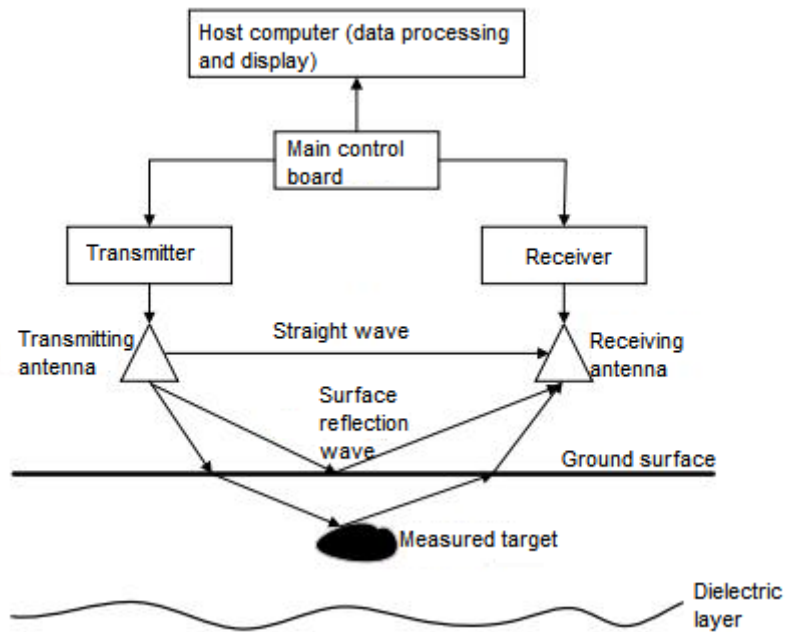 Host computer (data processing
and display)
Main control
board
Transmitter
Receiver
Transmitting
antenna
Straight wave
Receiving
antenna
Surface
reflection
wave
Ground surface
Measured target
Dielectric
layer